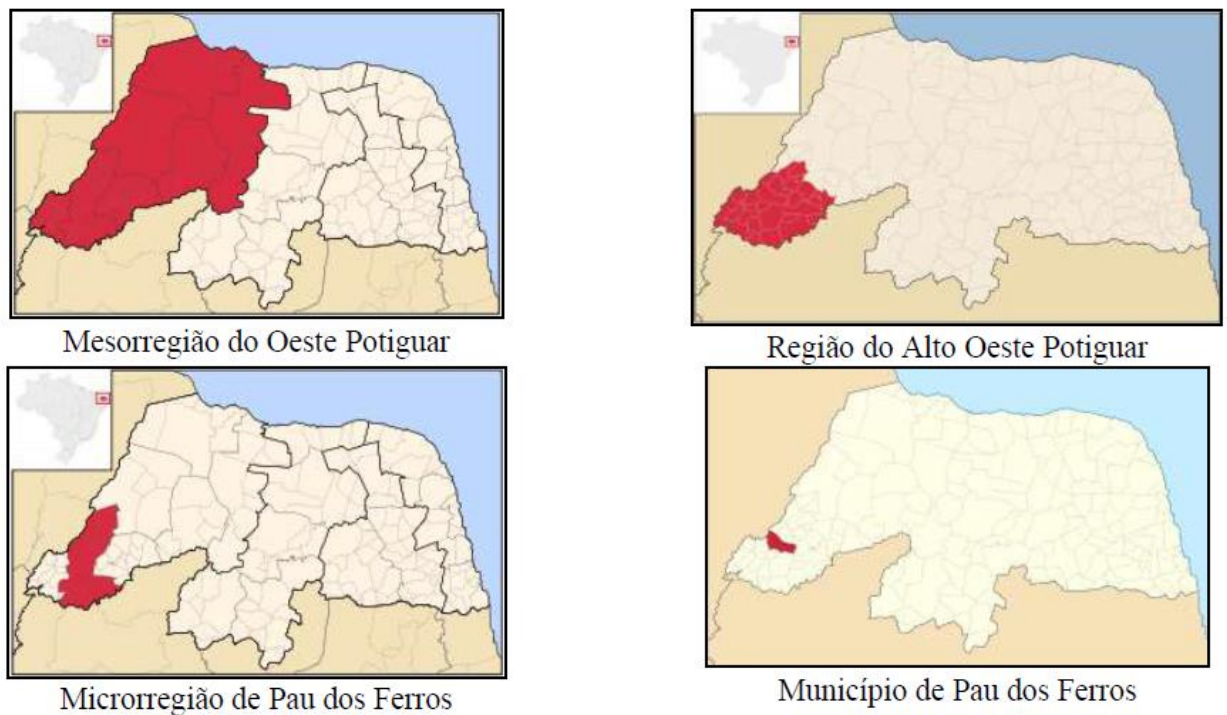 Mesorregião do Oeste Potiguar
Região do Alto Oeste Potiguar
Microrregião de Pau dos Ferros
Município de Pau dos Ferros